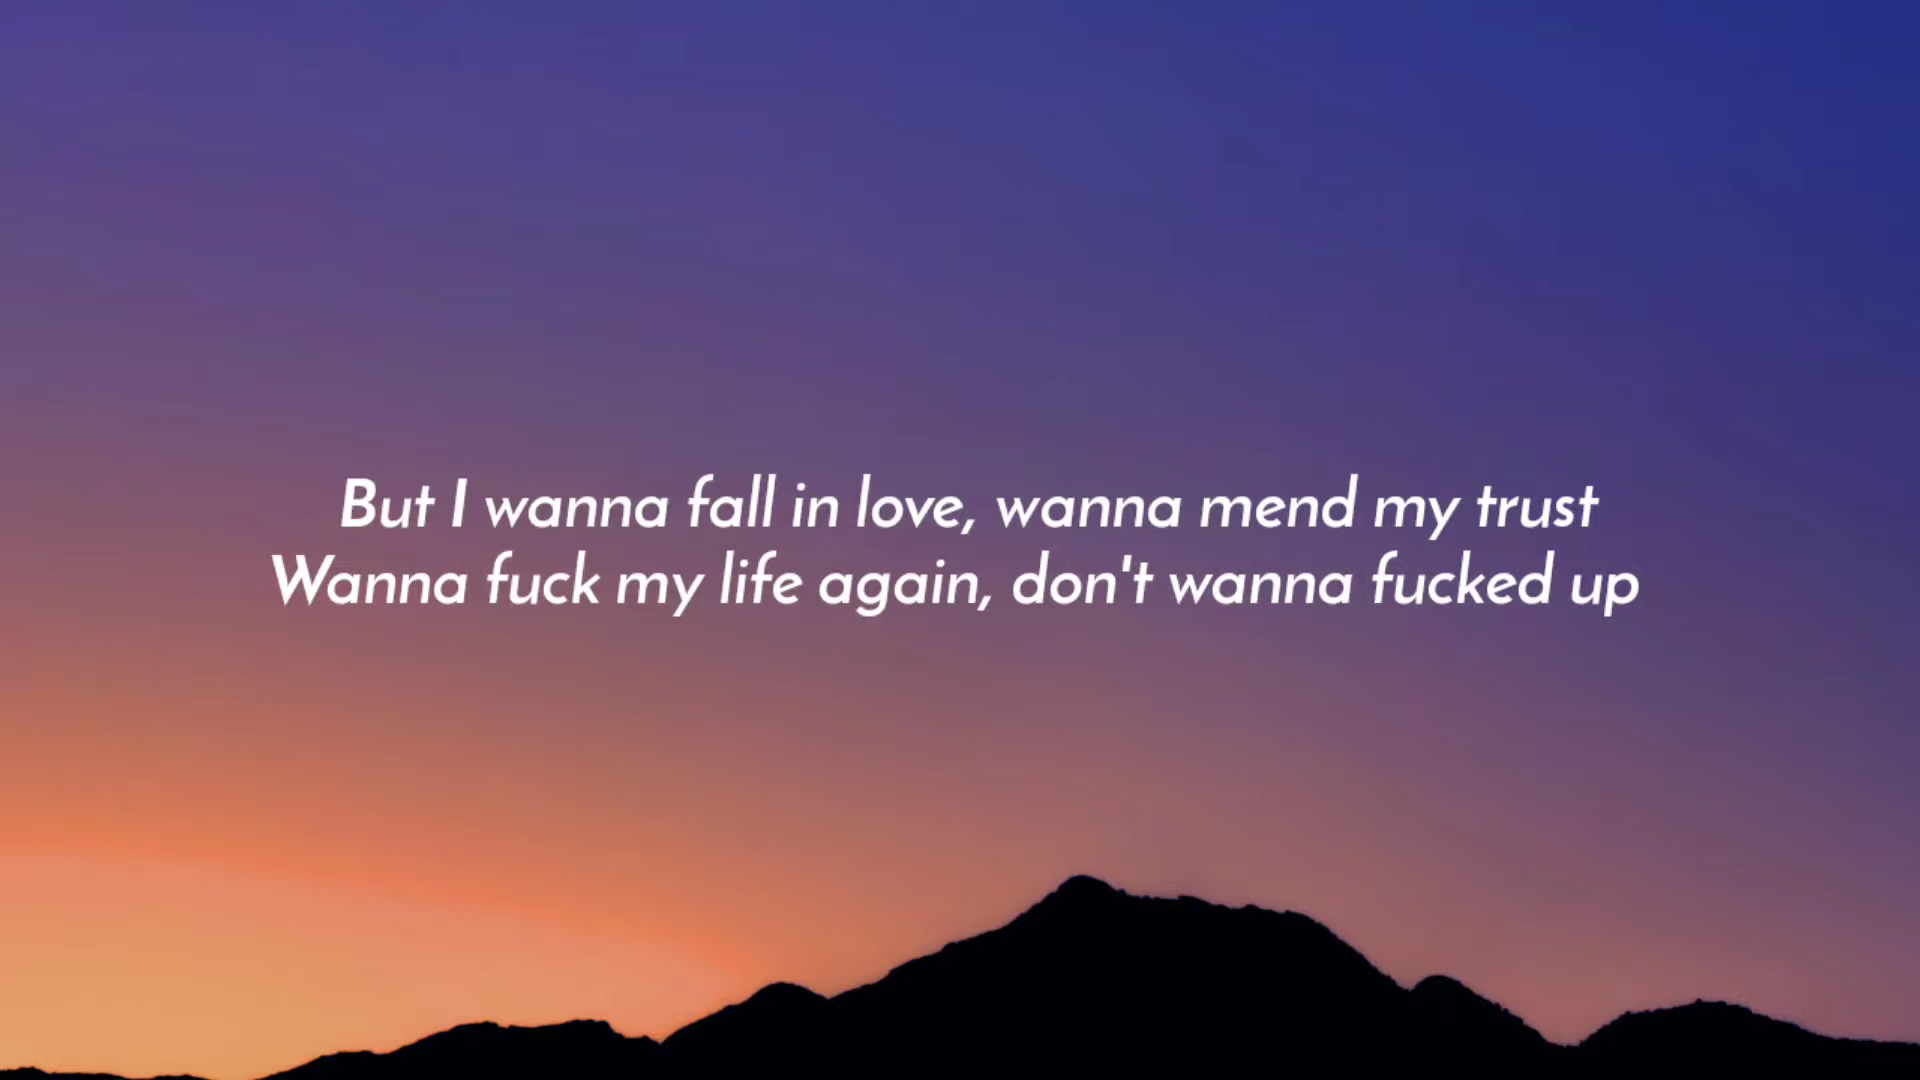 But I wanna fall in love, wanna mend my trust
Wanna fuck my life again, don't wanna fucked up